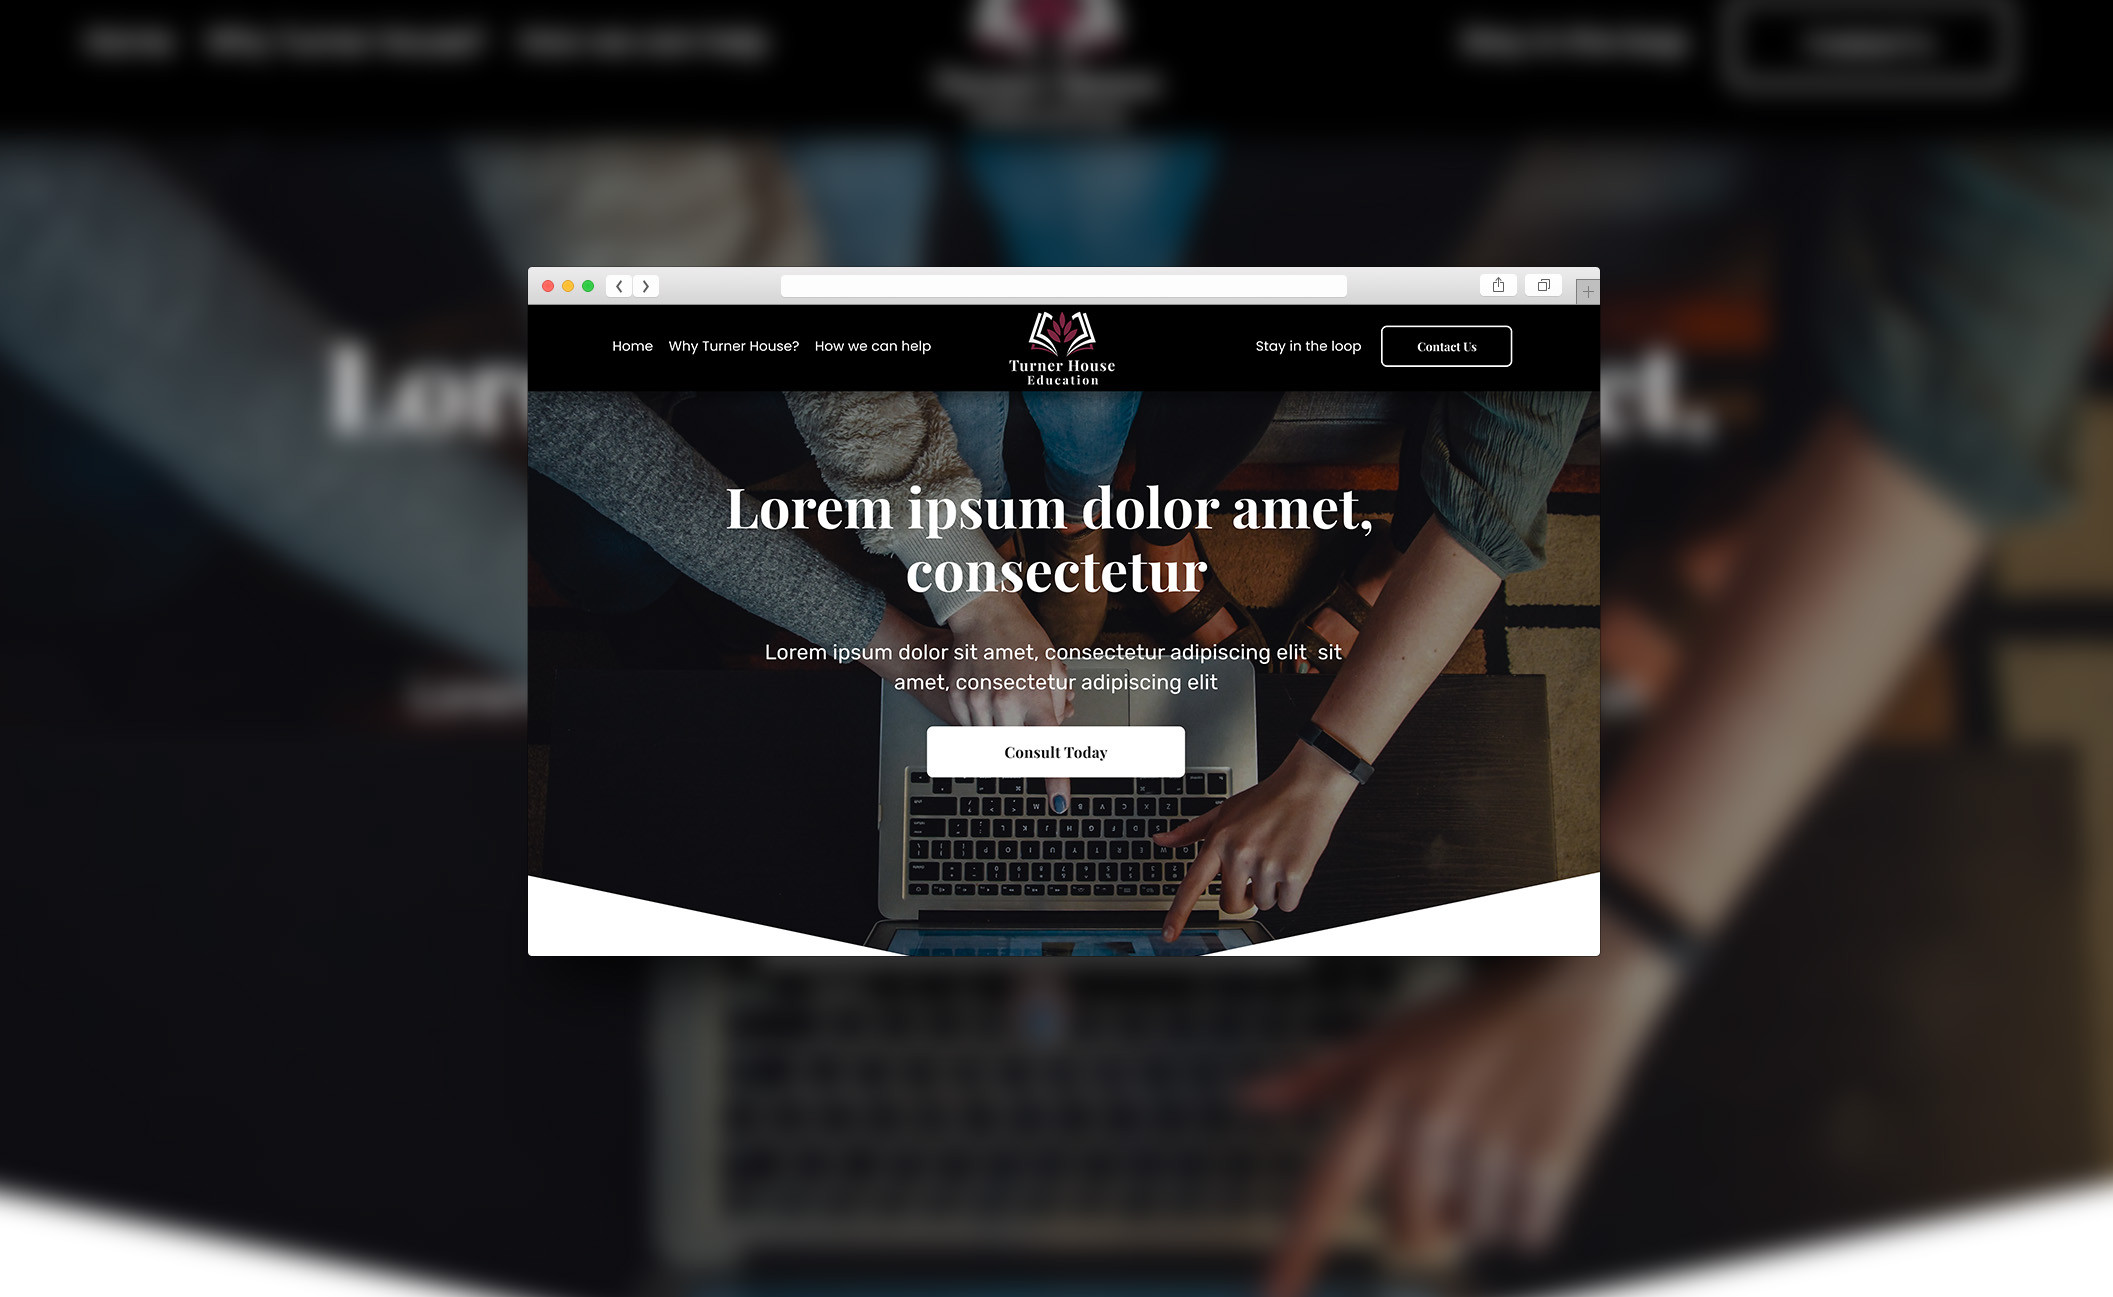 Home Why Turner House? How we can help
Turner House
Education
Stay in the loop
Contact Us
Lorem ipsum dolor amet,
consectetur
Lorem ipsum dolor sit amet, consectetur adipiscing elit sit
amet, consectetur adipiscing elit
Consult Today